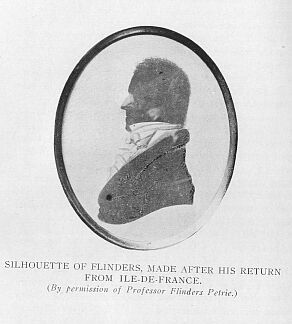 SILHOUETTE OF FLINDERS, MADE AFTER HIS RETURN
FROM ILE-DE-FRANCE.
(By permission of Professor Flinders Petrie.)